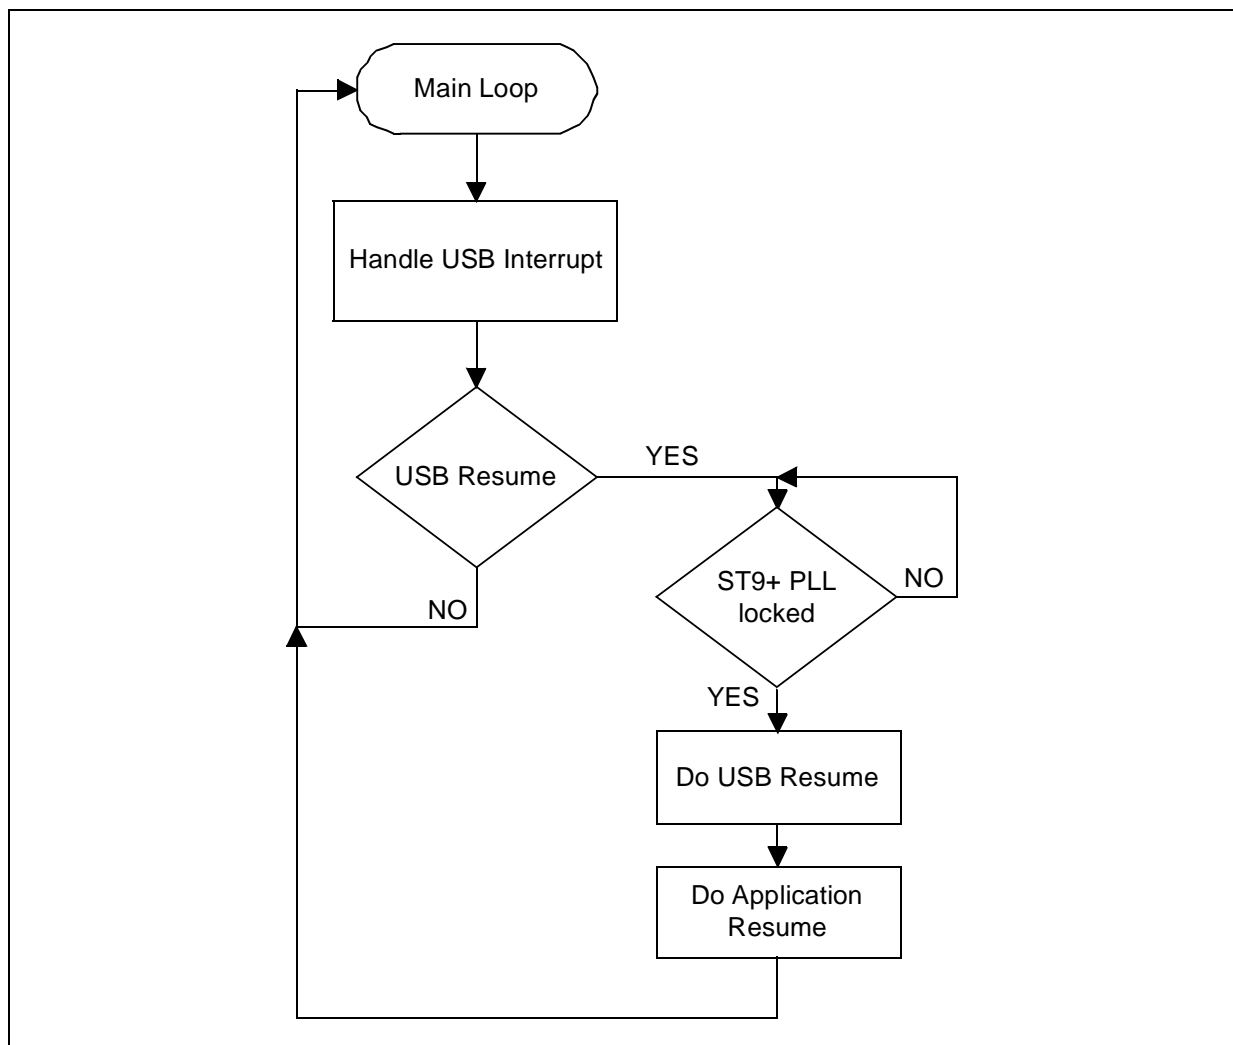 Main Loop
Handle USB Interrupt
USB Resume
YES
NO
ST9+ PLL
locked
NO
YES
Do USB Resume
Do Application
Resume